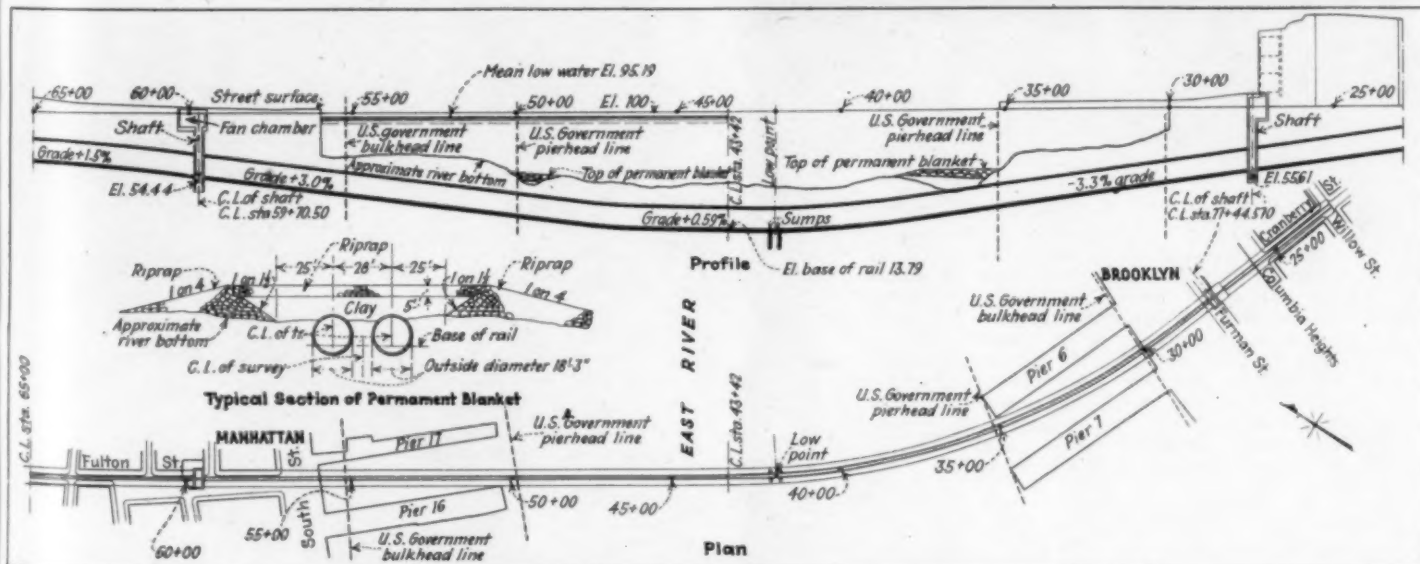 Mean low water El. 95.19
65+00
60+00
Street surface
55+00
50+00
El. 100
45+00
40+00
35+00
30+00
25+00
Fan chamber
Shaft
U.S. government
bulkhead line
U.S. Government
pierhead line
U.S. Government
pierhead line
Shaft
Grade+1.5%
Approximate river bottom
Top of permanent blanket
C.L. sta. 43+42
Low point
Top of permanent blanket
El. 54.44
Grade+3.0%
-3.3% grade
El. 55.61
C.L. of shaft
C.L. sta 59+70.50
Grade+0.59%
Sumps
C.L. of shaft
C.L. sta. 77+44.570
Profile
El. base of rail 13.79
Riprap
Riprap
25'
28'
25'
Riprap
1 on 4
1 on 1½
1 on 1½
1 on 4
Clay
5'
Approximate
river bottom
C.L. of ts
Base of rail
C.L. of survey
Outside diameter 18'-3"
Typical Section of Permament Blanket
EAST RIVER
BROOKLYN
Cranberry St.
25+00
Willow St.
Columbia Heights
Furman St.
30+00
U.S. Government
bulkhead line
Pier 6
Pier 7
U.S. Government
pierhead line
35+00
C.L. sta. 65+00
MANHATTAN
Fulton St.
South St.
Pier 17
Pier 16
U.S. Government
pierhead line
C.L. sta. 43+42
Low
point
40+00
45+00
50+00
55+00
60+00
U.S. Government
bulkhead line
Plan